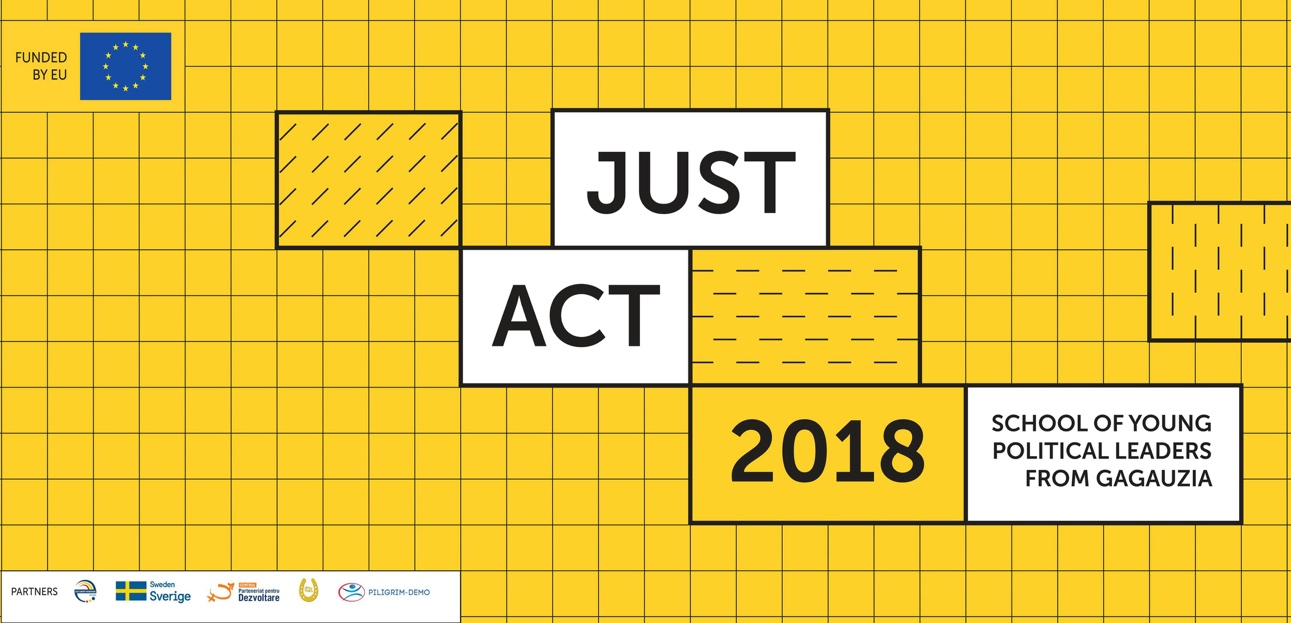 FUNDED
BY EU
JUST
ACT
2018
SCHOOL OF YOUNG
POLITICAL LEADERS
FROM GAGAUZIA
PARTNERS
Sweden
Sverige
Parteneriat pentru
Dezvoltare
PILIGRIM-DEMO